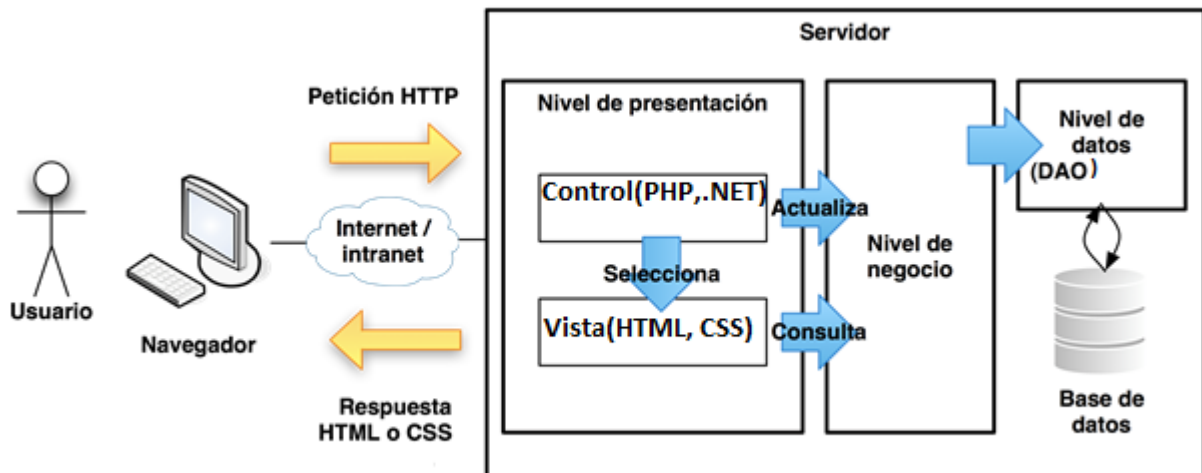 Servidor
Petición HTTP
Nivel de presentación
Nivel de
datos
(DAO)
Control(PHP,.NET)
Actualiza
Internet /
intranet
Nivel de
negocio
Selecciona
Usuario
Vista(HTML, CSS)
Consulta
Navegador
Respuesta
HTML o CSS
Base de
datos